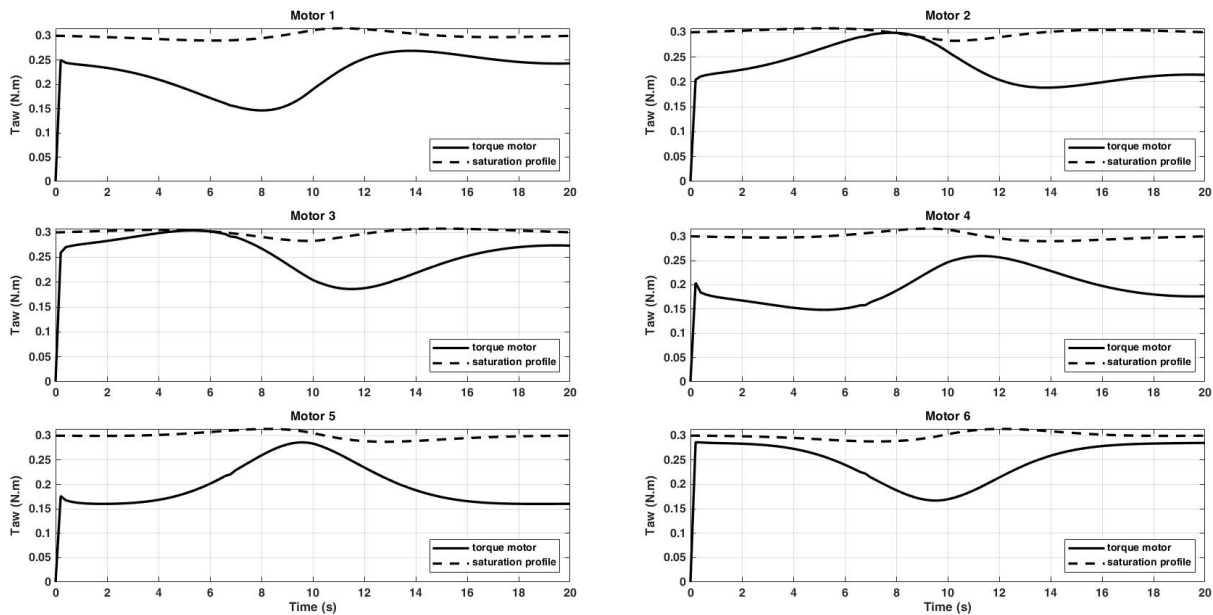 Motor 1
Taw (N.m)
0.3
0.25
0.2
0.15
0.1
0.05
0
0 2 4 6 8 10 12 14 16 18 20
torque motor
saturation profile
Motor 2
Taw (N.m)
0.3
0.25
0.2
0.15
0.1
0.05
0
0 2 4 6 8 10 12 14 16 18 20
torque motor
saturation profile
Motor 3
Taw (N.m)
0.3
0.25
0.2
0.15
0.1
0.05
0
0 2 4 6 8 10 12 14 16 18 20
torque motor
saturation profile
Motor 4
Taw (N.m)
0.3
0.25
0.2
0.15
0.1
0.05
0
0 2 4 6 8 10 12 14 16 18 20
torque motor
saturation profile
Motor 5
Taw (N.m)
0.3
0.25
0.2
0.15
0.1
0.05
0
0 2 4 6 8 10 12 14 16 18 20
Time (s)
torque motor
saturation profile
Motor 6
Taw (N.m)
0.3
0.25
0.2
0.15
0.1
0.05
0
0 2 4 6 8 10 12 14 16 18 20
Time (s)
torque motor
saturation profile